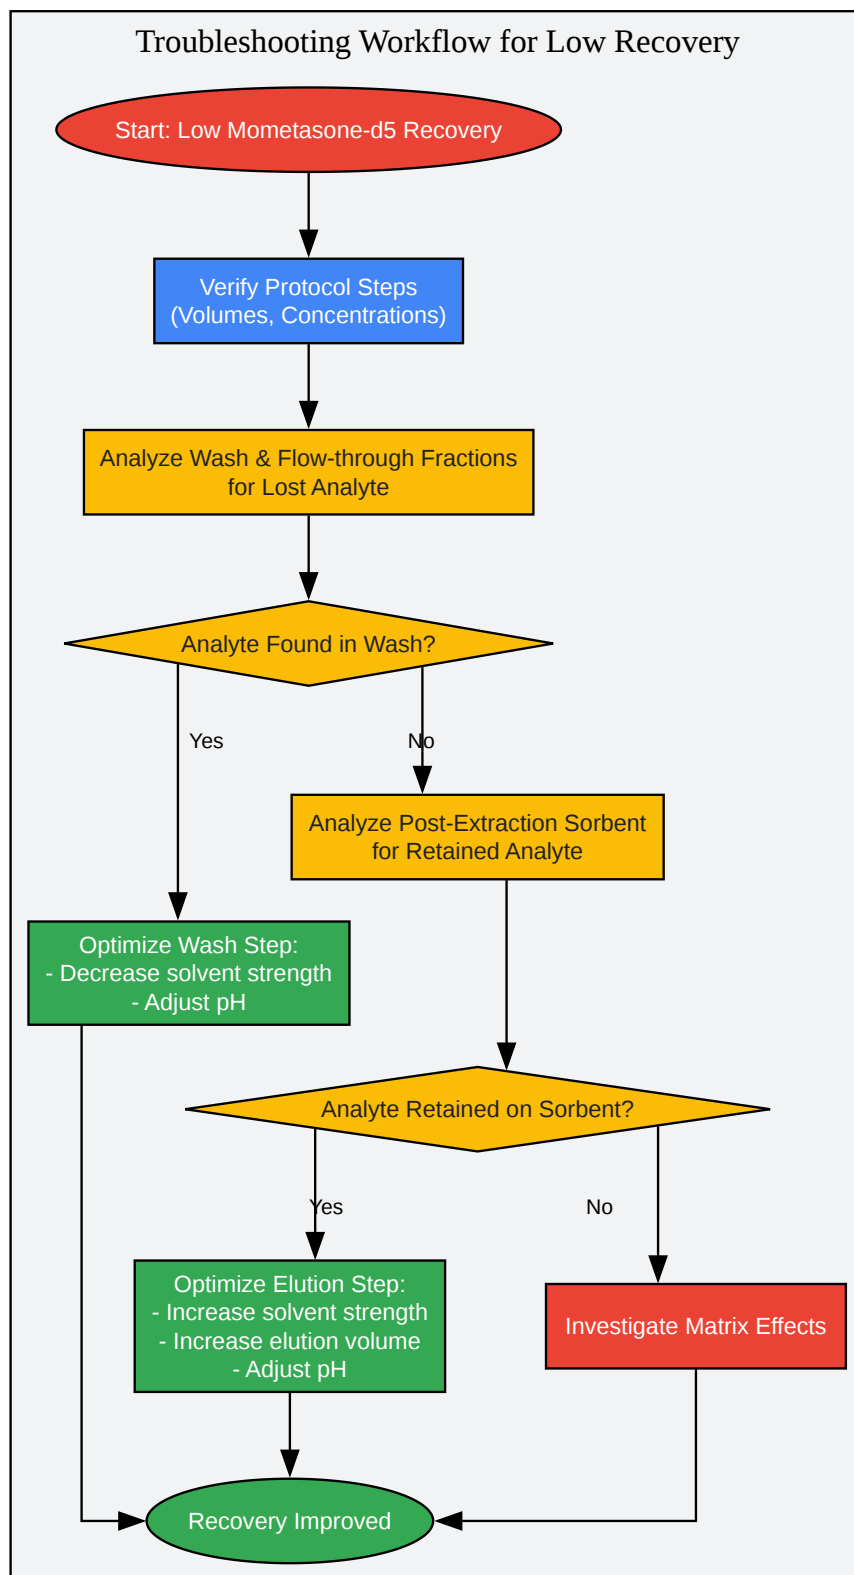 Troubleshooting Workflow for Low Recovery
Start: Low Mometasone-d5 Recovery
Verify Protocol Steps
(Volumes, Concentrations)
Analyze Wash & Flow-through Fractions
for Lost Analyte
Analyte Found in Wash?
Yes
No
Analyze Post-Extraction Sorbent
for Retained Analyte
Optimize Wash Step:
- Decrease solvent strength
- Adjust pH
Analyte Retained on Sorbent?
Yes
No
Optimize Elution Step:
- Increase solvent strength
- Increase elution volume
- Adjust pH
Investigate Matrix Effects
Recovery Improved